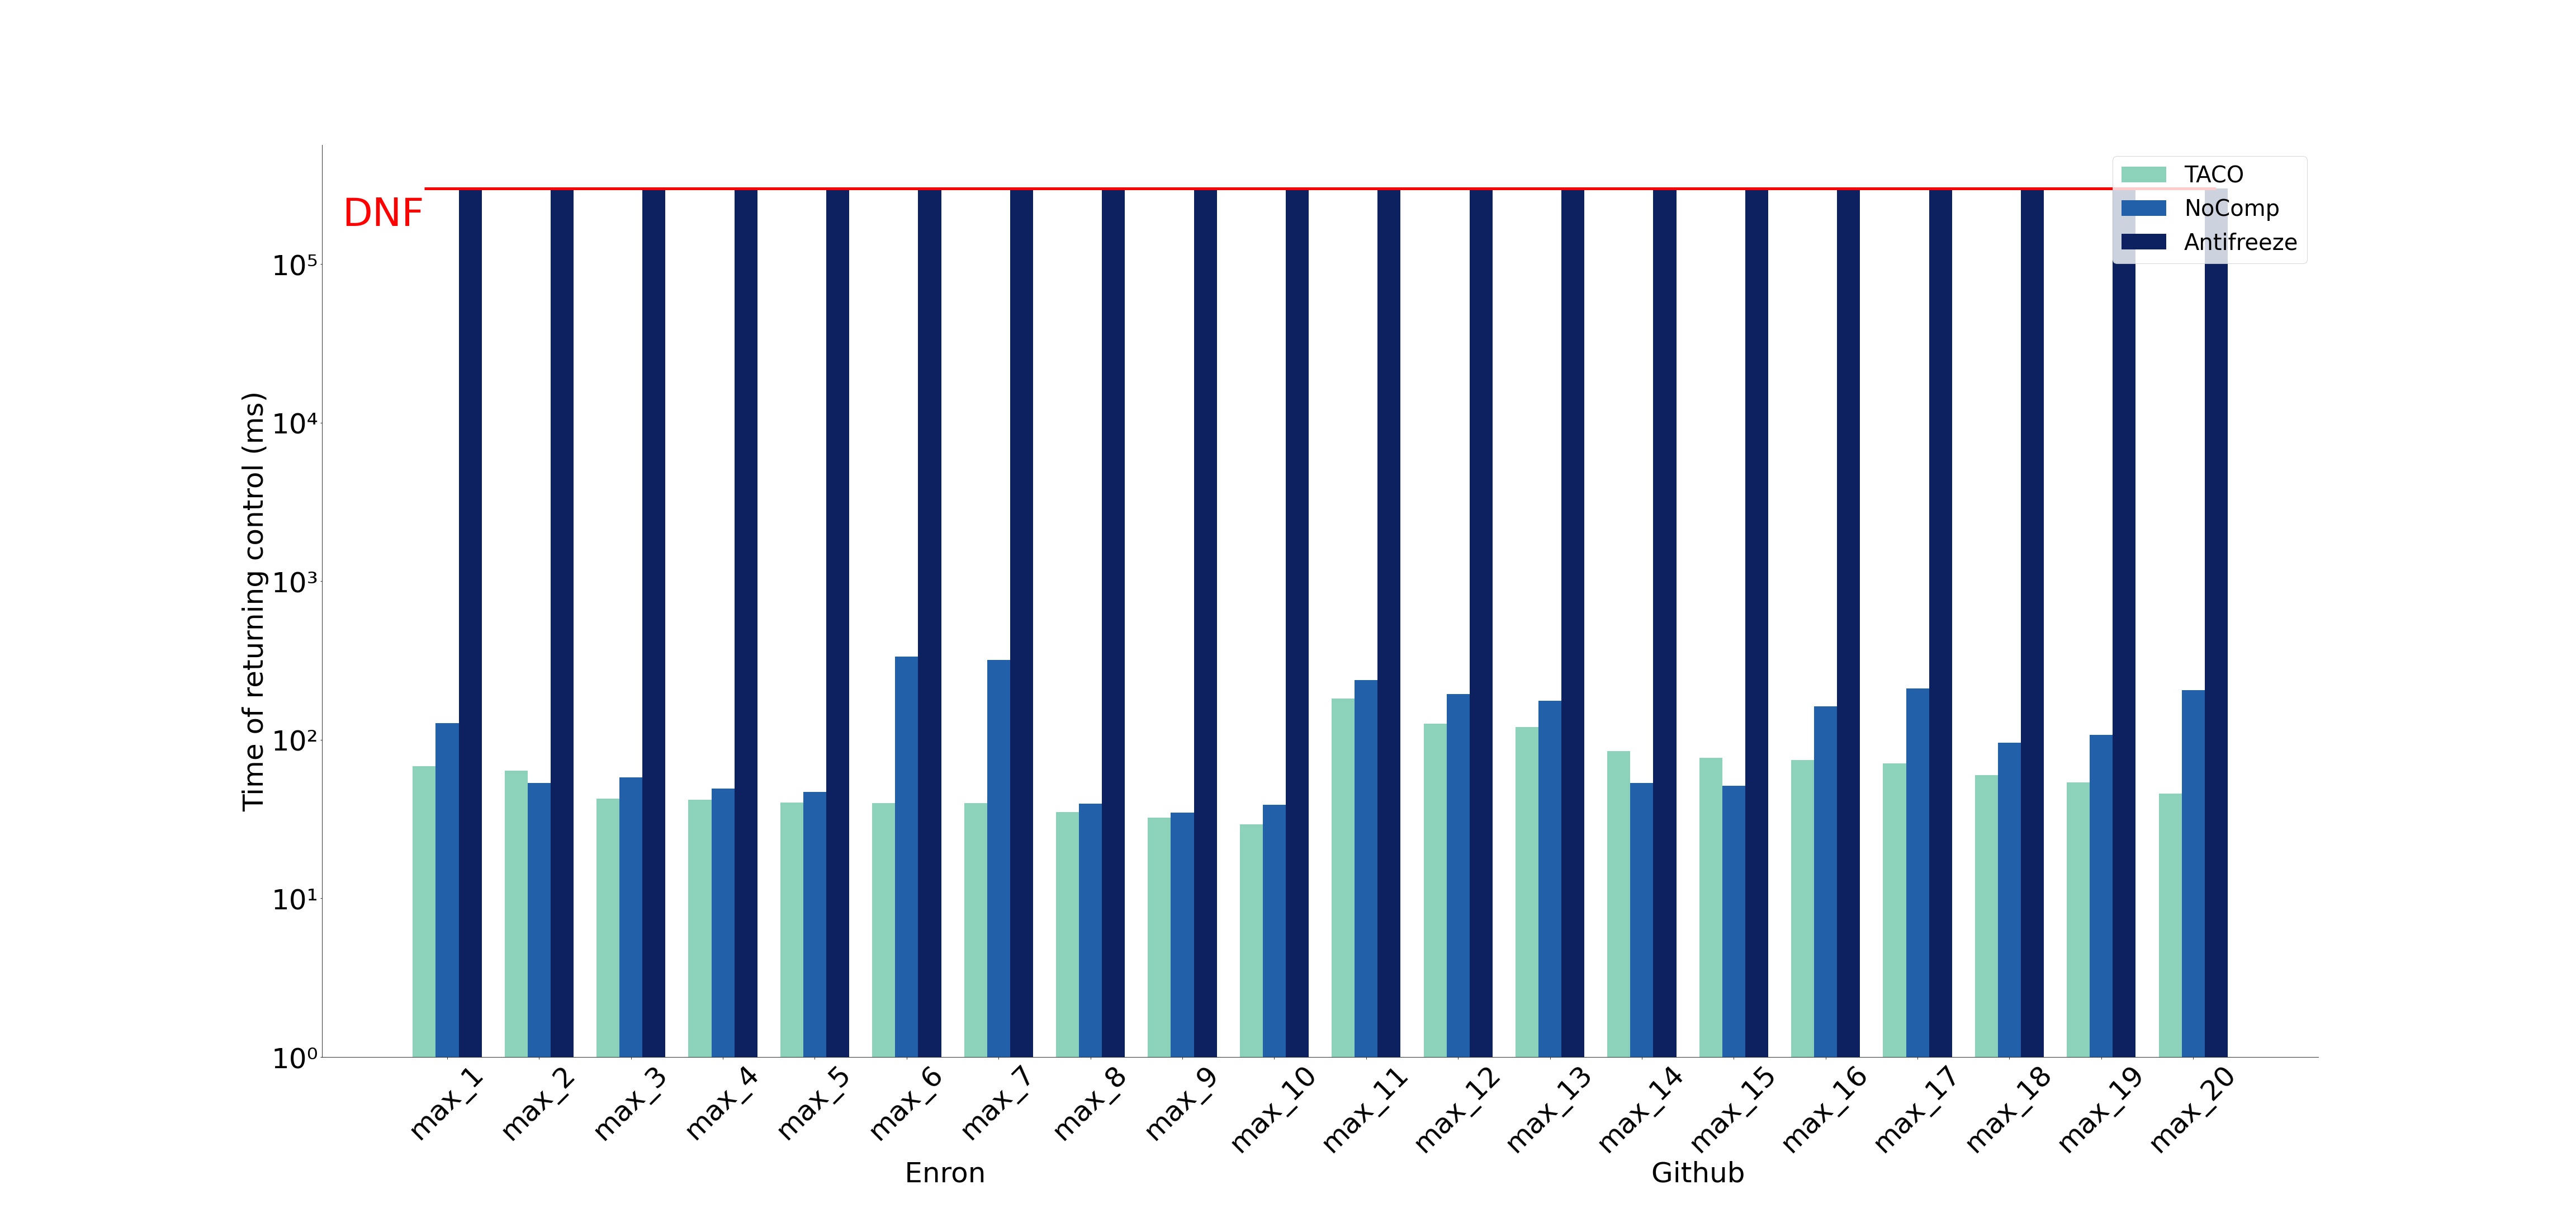 TACO
NoComp
Antifreeze
DNF
10⁵
10⁴
10³
10²
10¹
10⁰
Time of returning control (ms)
max_1
max_2
max_3
max_4
max_5
max_6
max_7
max_8
max_9
max_10
max_11
max_12
max_13
max_14
max_15
max_16
max_17
max_18
max_19
max_20
Enron
Github